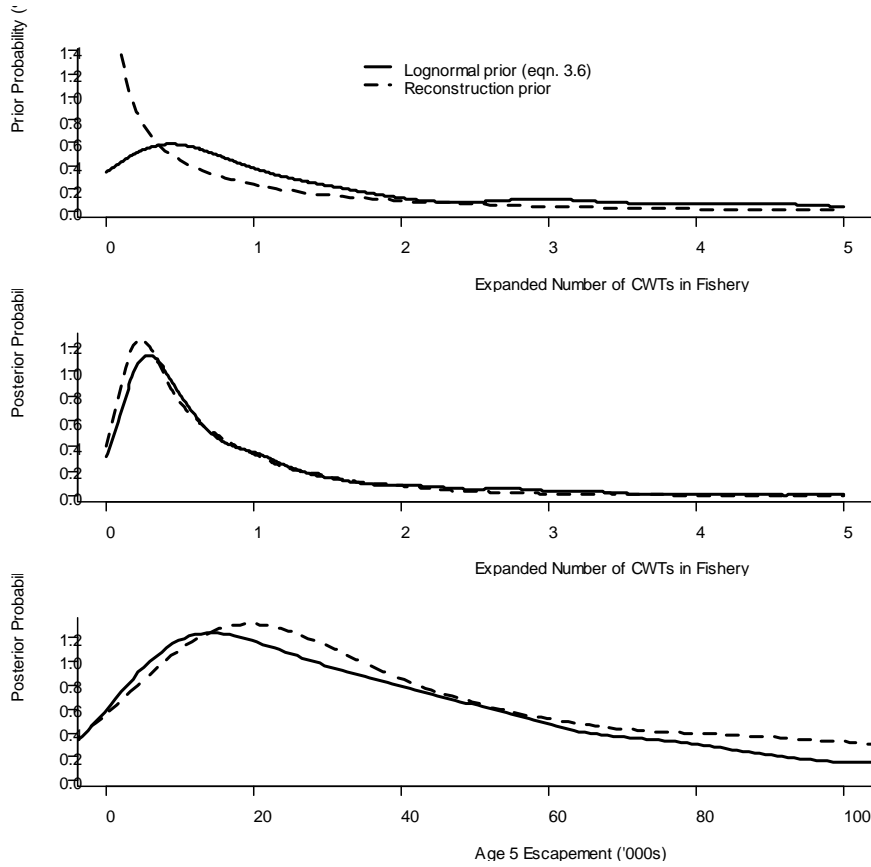 Prior Probability ('
1.4
1.2
1.0
0.8
0.6
0.4
0.2
0.0
Lognormal prior (eqn. 3.6)
Reconstruction prior
0 1 2 3 4 5
Expanded Number of CWTs in Fishery
Posterior Probabil
1.2
1.0
0.8
0.6
0.4
0.2
0.0
0 1 2 3 4 5
Expanded Number of CWTs in Fishery
Posterior Probabil
1.2
1.0
0.8
0.6
0.4
0.2
0.0
0 20 40 60 80 100
Age 5 Escapement ('000s)